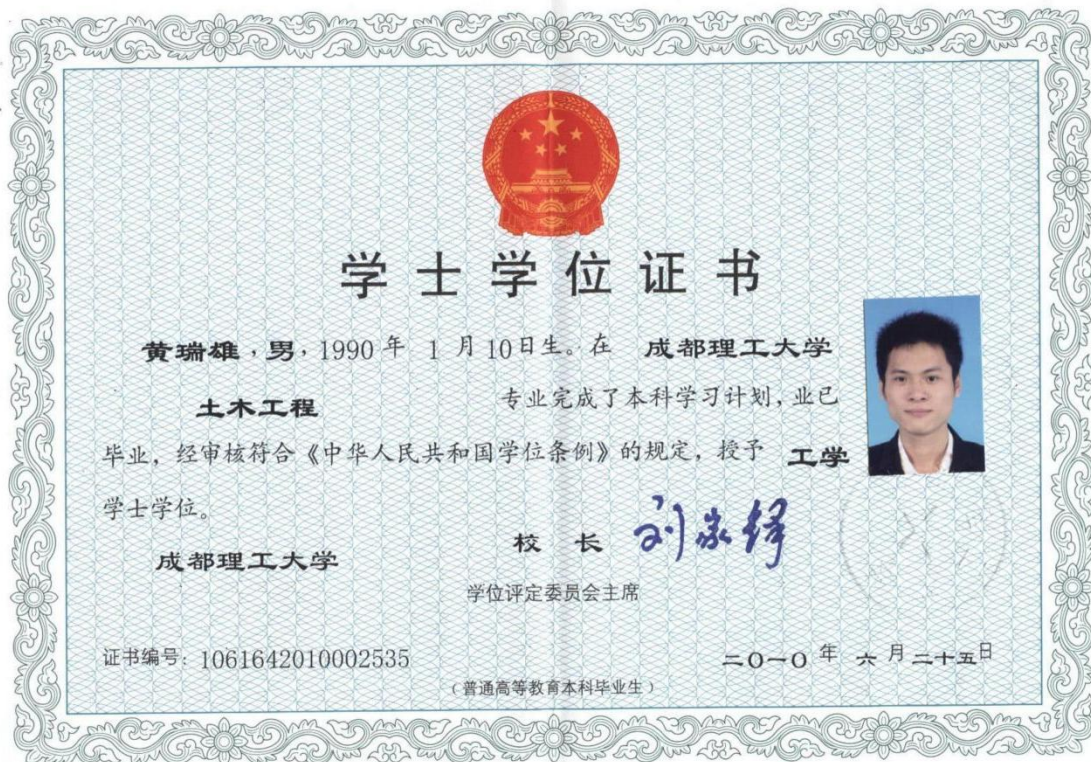 学士学位证书
黄瑞雄，男，1990年 1 月 10日生。在 成都理工大学
土木工程 专业完成了本科学习计划，业已
毕业，经审核符合《中华人民共和国学位条例》的规定，授予 工学
学士学位。
成都理工大学 校 长 刘家铎
学位评定委员会主席
证书编号：1061642010002535 二〇一〇年 六 月二十五日
（普通高等教育本科毕业生）